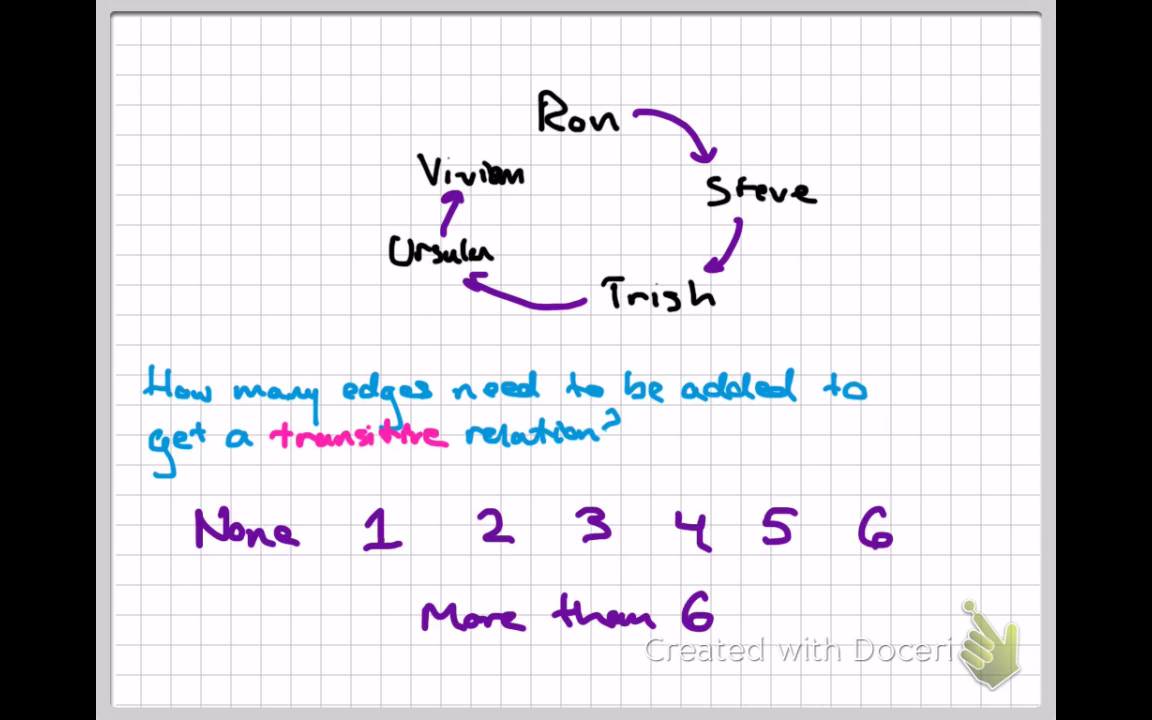 Ron
Vivian
Steve
Ursula
Trish
How many edges need to be added to
get a transitive relation?
None 1 2 3 4 5 6
More than 6
Created with Doceri